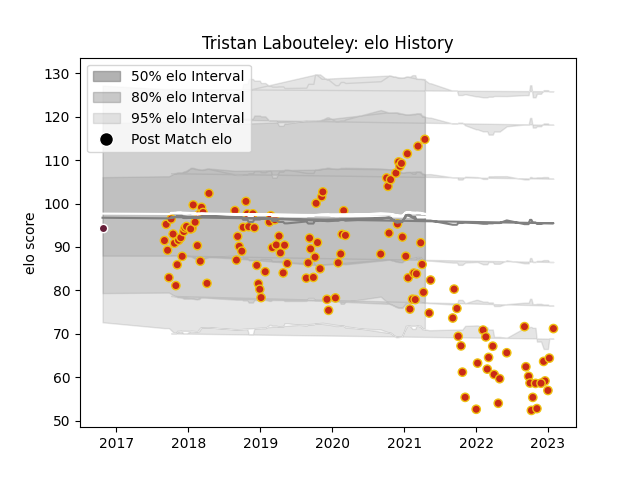 Tristan Labouteley: elo History
50% elo Interval
80% elo Interval
95% elo Interval
Post Match elo
elo score
130
120
110
100
90
80
70
60
50
2017 2018 2019 2020 2021 2022 2023